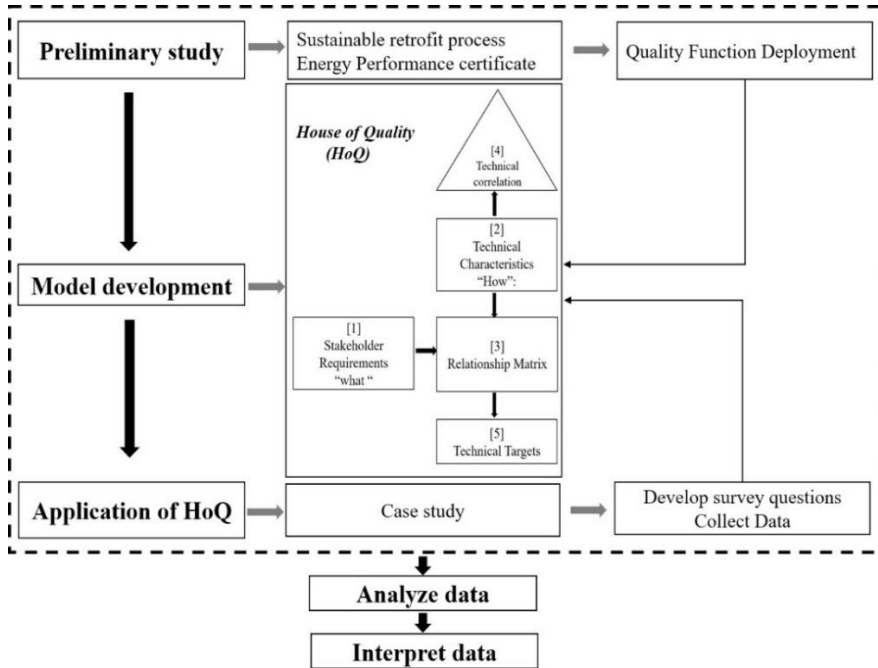 Preliminary study
Sustainable retrofit process
Energy Performance certificate
Quality Function Deployment
House of Quality
(HoQ)
[4]
Technical
correlation
[2]
Technical
Characteristics
“How”:
Model development
[1]
Stakeholder
Requirements
“what “
[3]
Relationship Matrix
[5]
Technical Targets
Application of HoQ
Case study
Develop survey questions
Collect Data
Analyze data
Interpret data